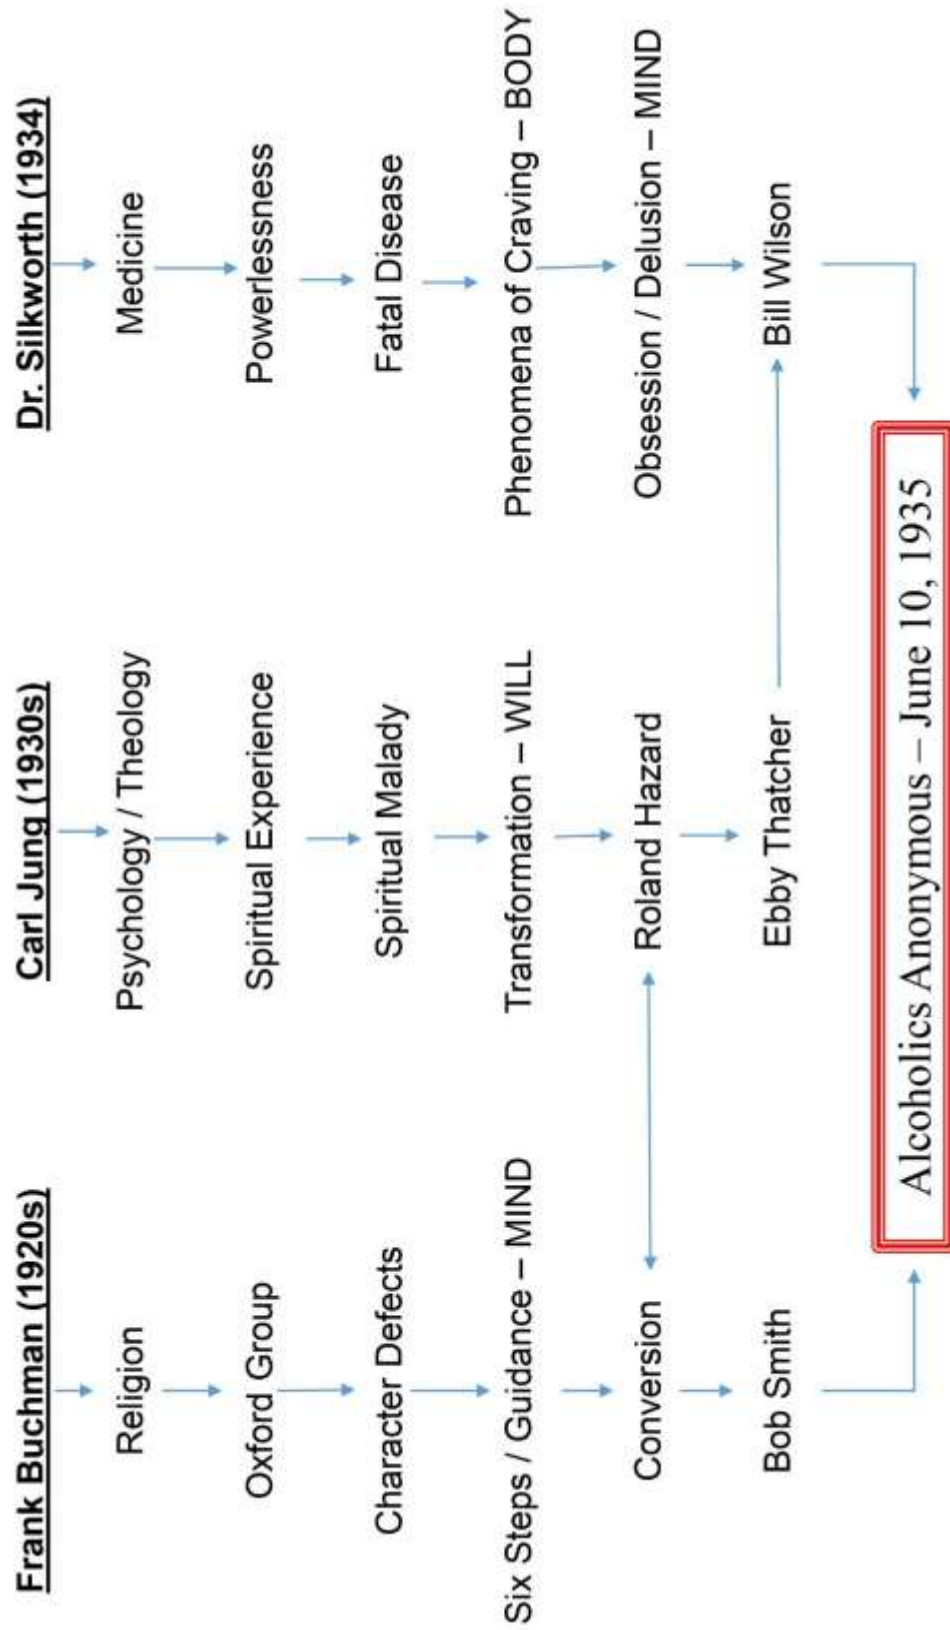 Frank Buchman (1920s)
Religion
Oxford Group
Character Defects
Six Steps / Guidance – MIND
Conversion
Bob Smith
Carl Jung (1930s)
Psychology / Theology
Spiritual Experience
Spiritual Malady
Transformation – WILL
Roland Hazard
Ebby Thatcher
Dr. Silkworth (1934)
Medicine
Powerlessness
Fatal Disease
Phenomena of Craving – BODY
Obsession / Delusion – MIND
Bill Wilson
Alcoholics Anonymous – June 10, 1935